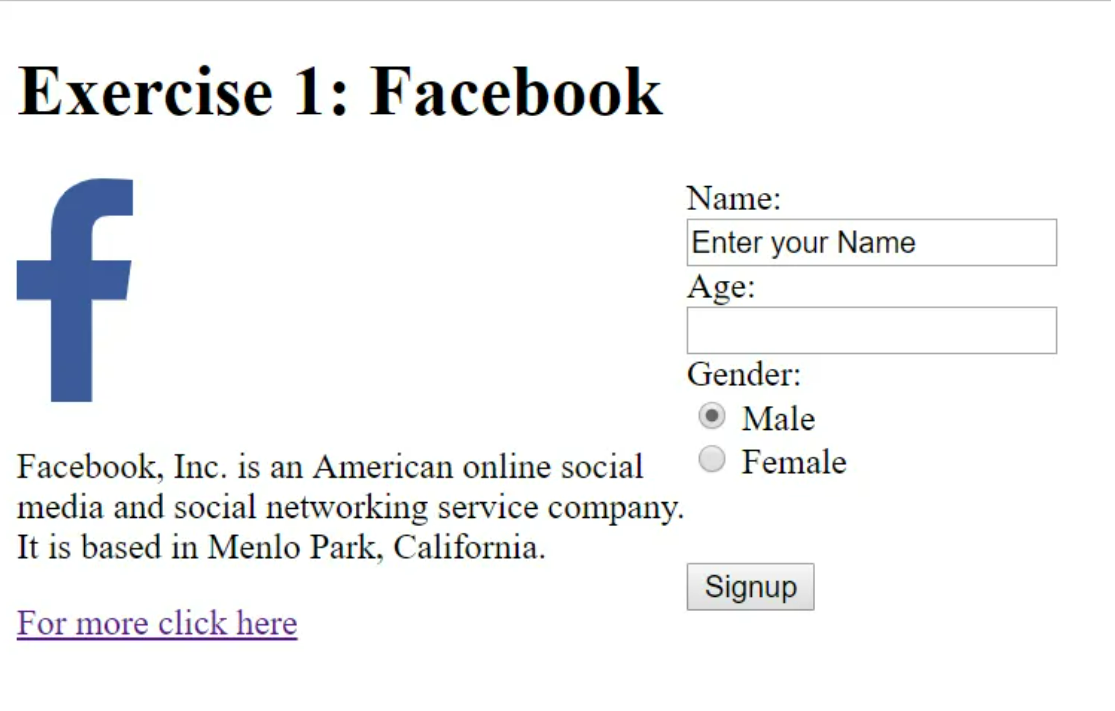 Exercise 1: Facebook
Facebook, Inc. is an American online social
media and social networking service company.
It is based in Menlo Park, California.
For more click here
Name:
Enter your Name
Age:
Gender:
Male
Female
Signup